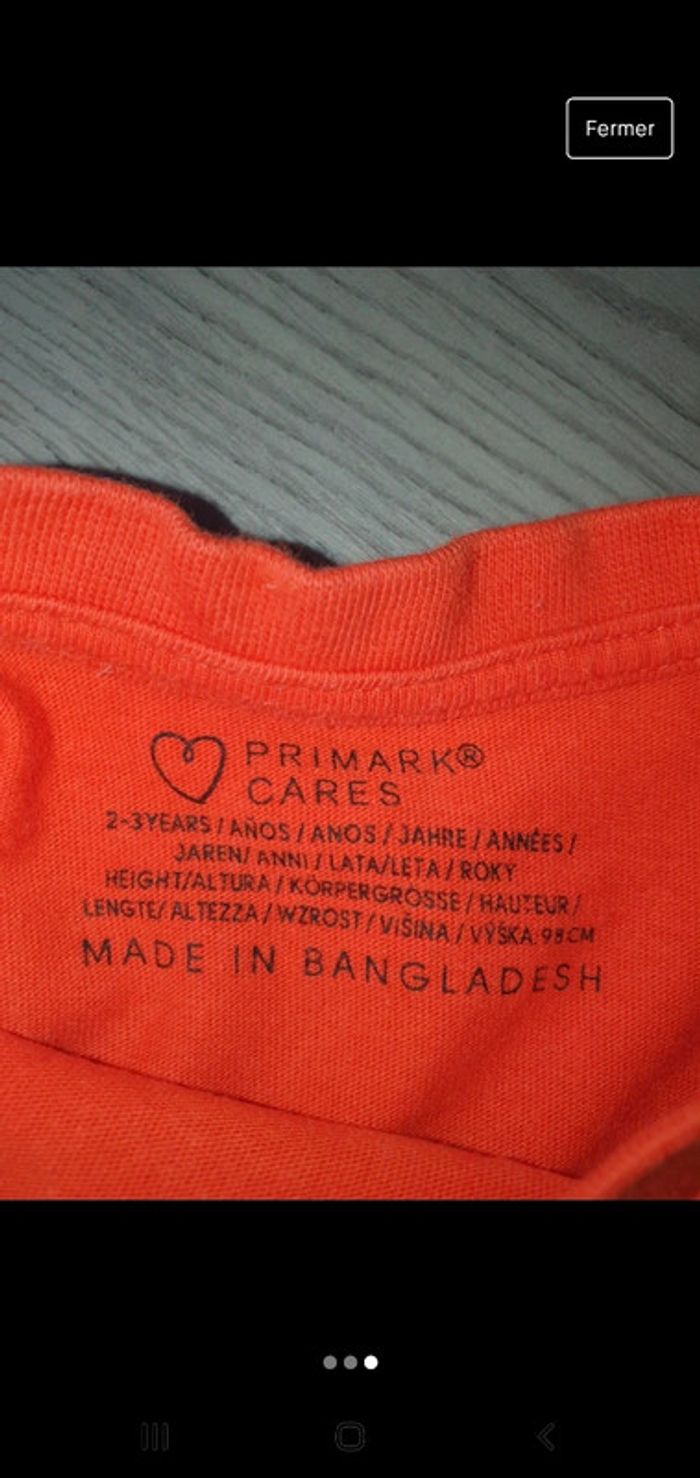 Fermer
PRIMARK®
CARES
2-3YEARS / AÑOS / ANOS / JAHRE / ANNÉES /
JAREN/ ANNI / LATA/LETA / ROKY
HEIGHT/ALTURA / KÖRPERGROSSE / HAUTEUR /
LENGTE/ ALTEZZA / WZROST / VIŠINA / VÝŠKA 98CM
MADE IN BANGLADESH